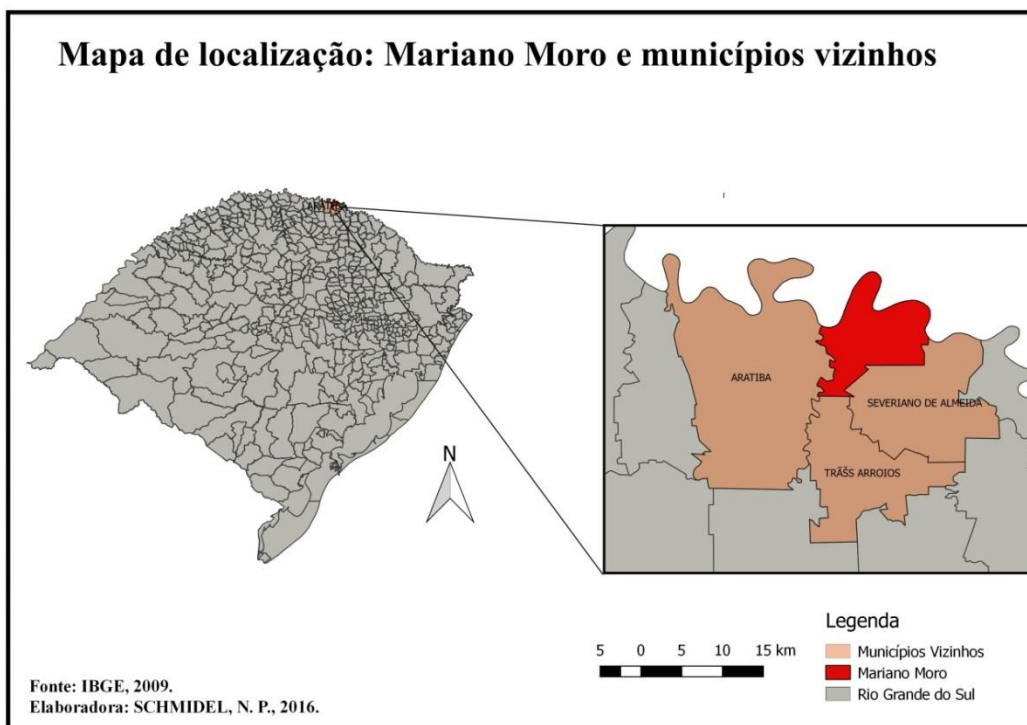 Mapa de localização: Mariano Moro e municípios vizinhos
ARATIBA
N
ARATIBA
SEVERIANO DE ALMEIDA
TRÃŠS ARROIOS
Legenda
Municípios Vizinhos
Mariano Moro
Rio Grande do Sul
5 0 5 10 15 km
Fonte: IBGE, 2009.
Elaboradora: SCHMIDEL, N. P., 2016.